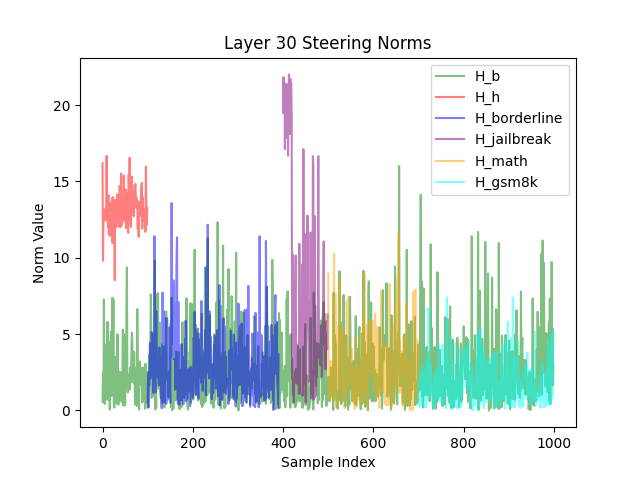 Layer 30 Steering Norms
Norm Value
20
15
10
5
0
0
200
400
600
800
1000
Sample Index
H_b
H_h
H_borderline
H_jailbreak
H_math
H_gsm8k